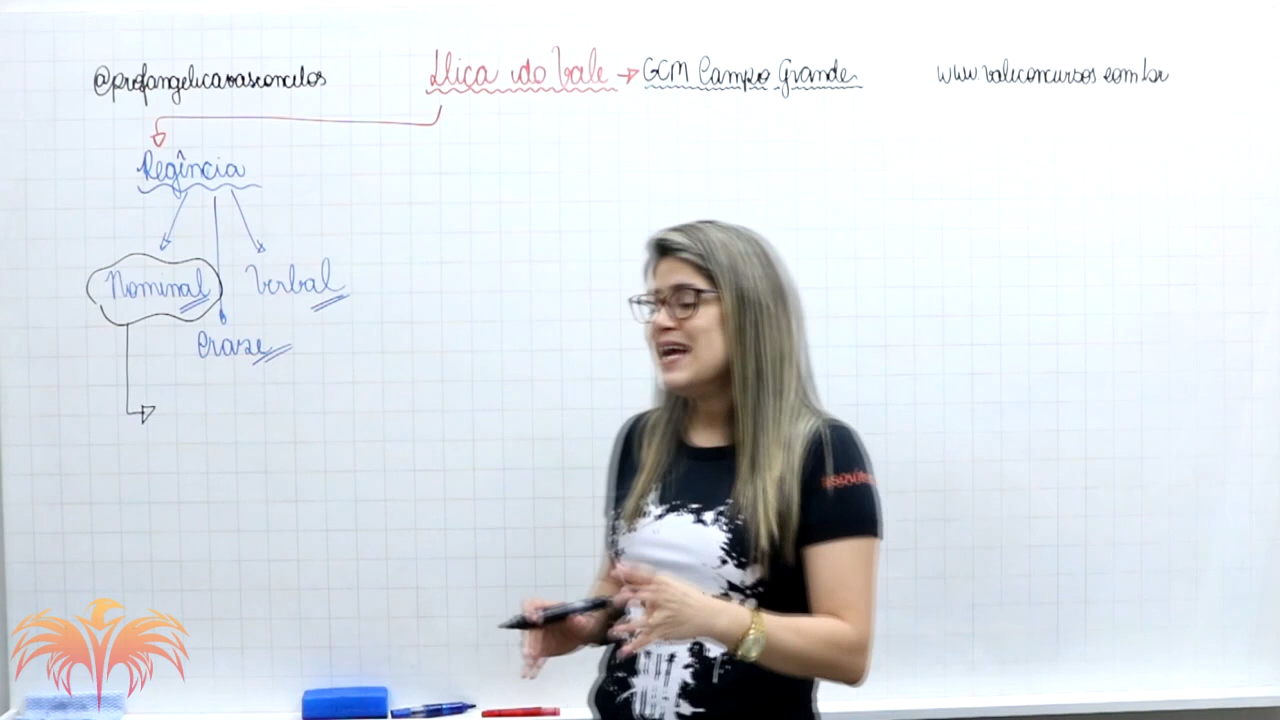 @profangelicavasconcelos
Dica do Vale → GCM Campo Grande
www.valeconcursos.com.br
Regência
Nominal
Verbal
Crase